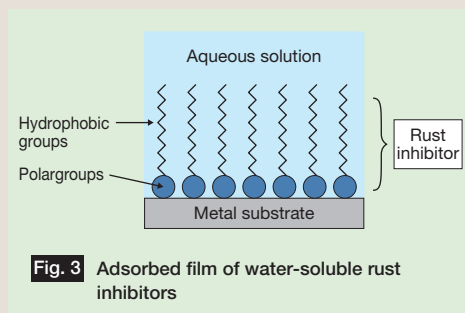 Aqueous solution
Hydrophobic
groups
Polargroups
Rust
inhibitor
Metal substrate
Fig. 3 Adsorbed film of water-soluble rust
inhibitors